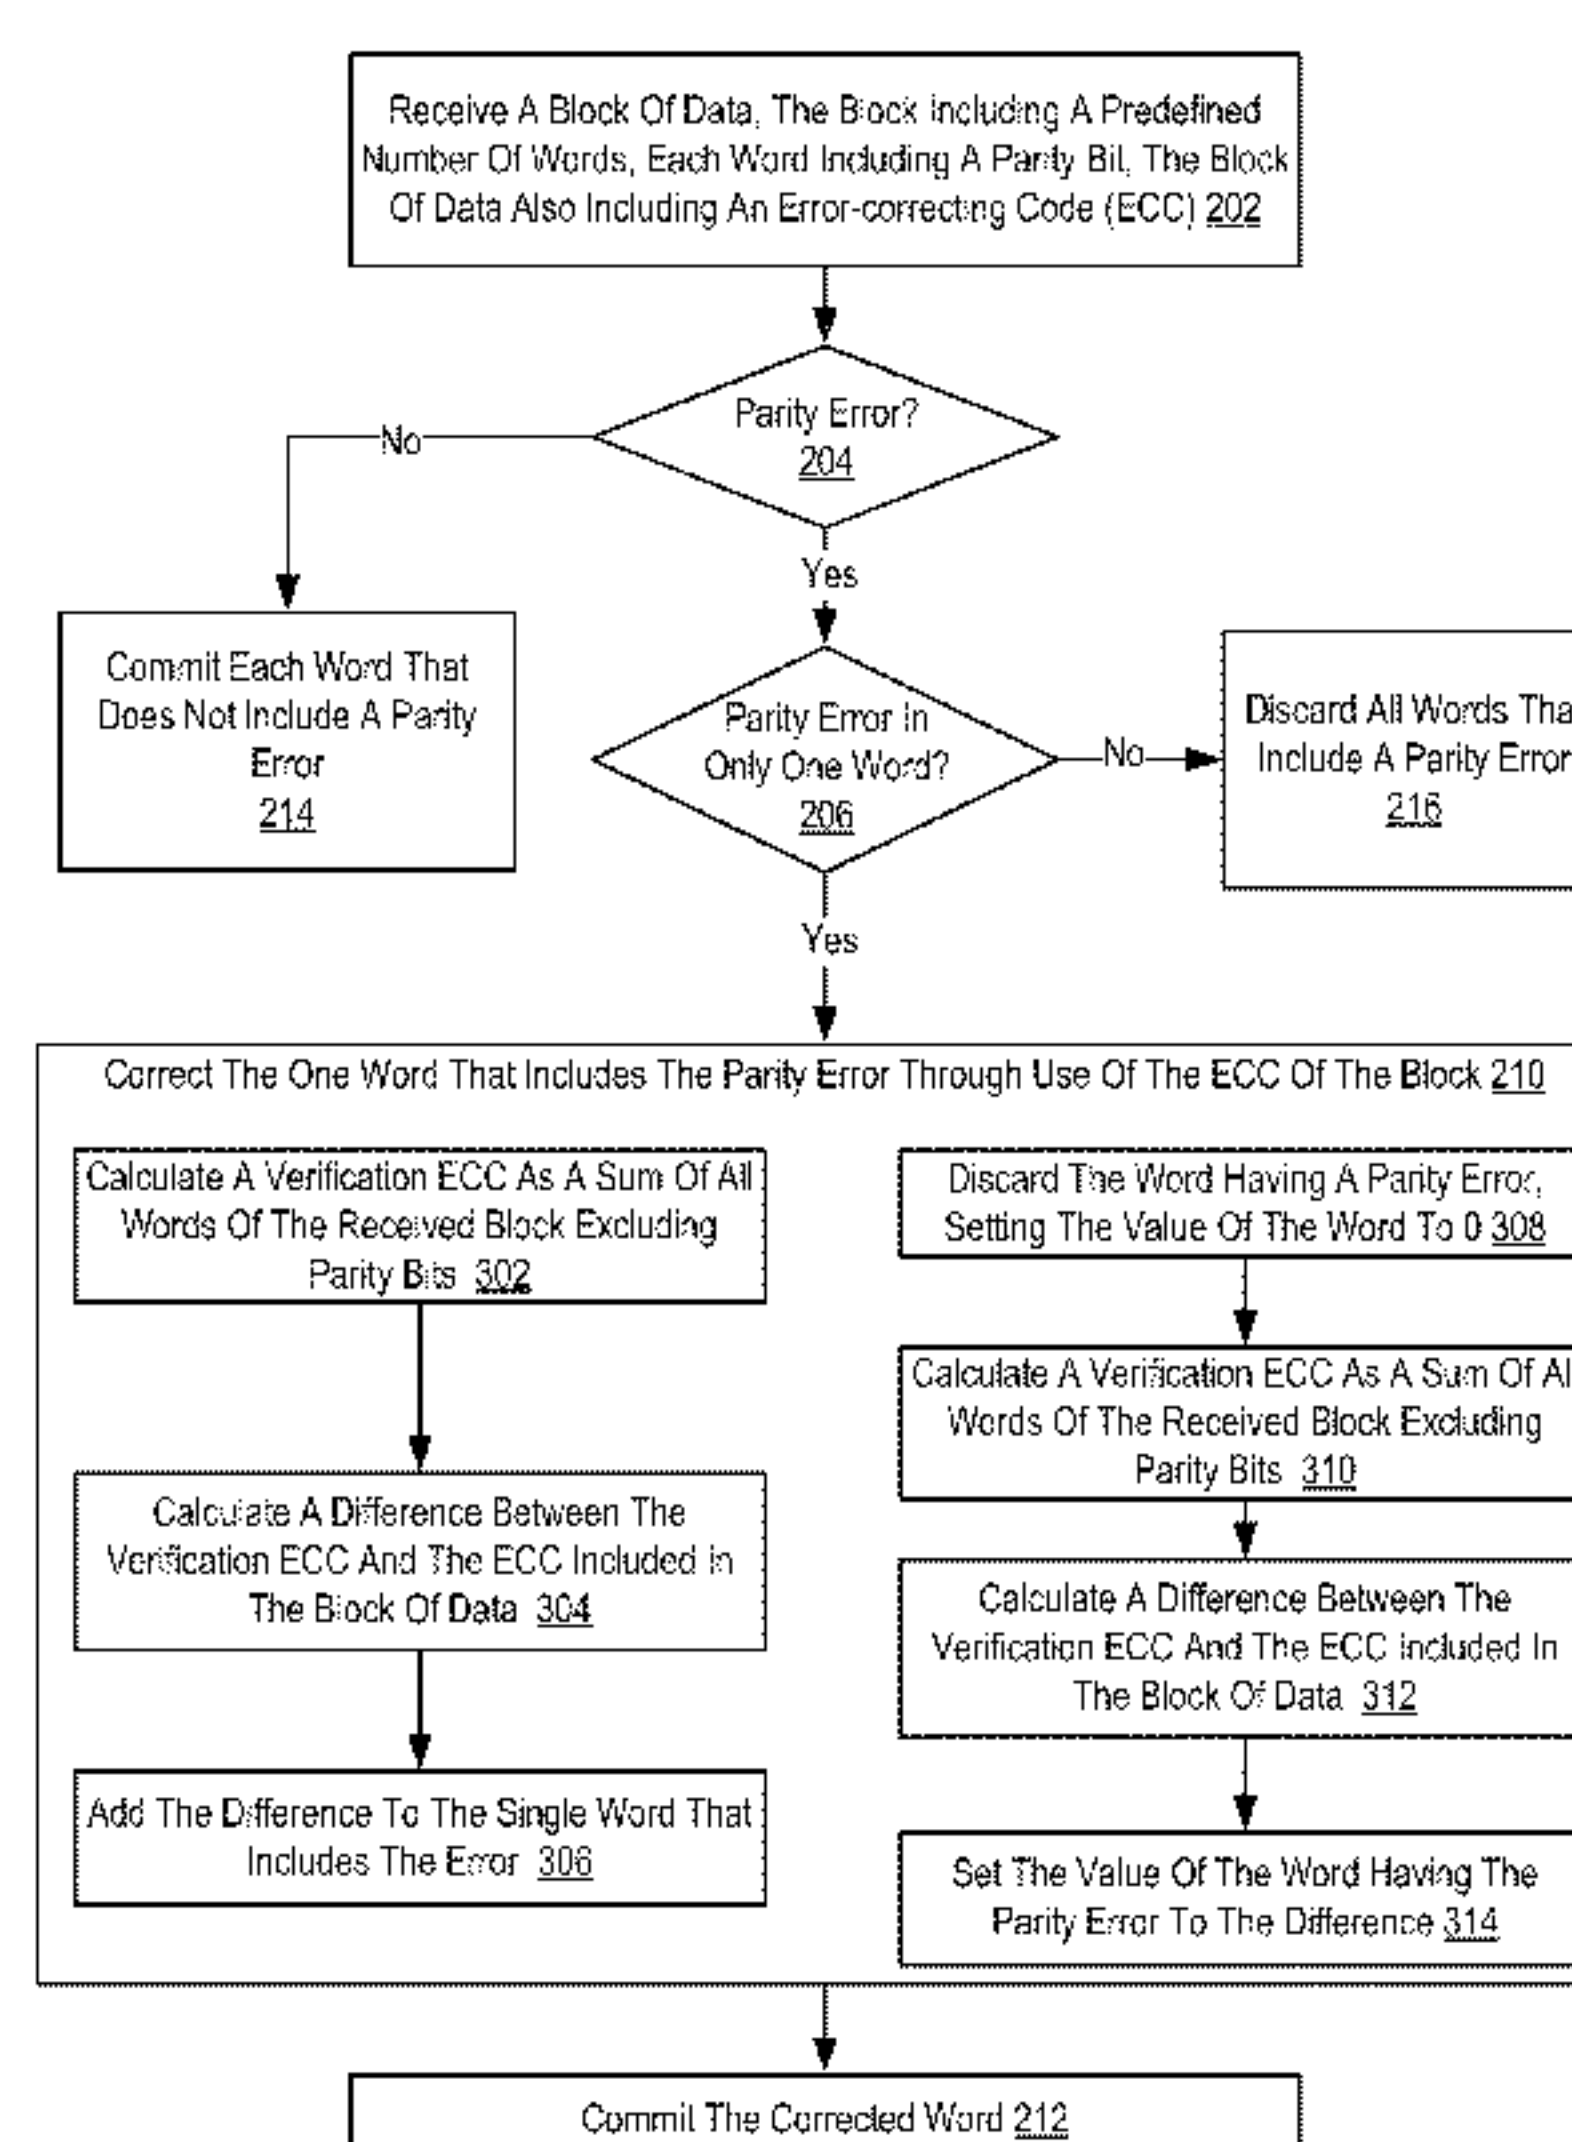 Receive A Block Of Data, The Block Including A Predefined
Number Of Words, Each Word Including A Parity Bit, The Block
Of Data Also Including An Error-correcting Code (ECC) 202
Parity Error?
204
No
Yes
Commit Each Word That
Does Not Include A Parity
Error
214
Parity Error In
Only One Word?
206
No
Discard All Words Tha
Include A Parity Error
216
Yes
Correct The One Word That Includes The Parity Error Through Use Of The ECC Of The Block 210
Calculate A Verification ECC As A Sum Of All
Words Of The Received Block Excluding
Parity Bits 302
Calculate A Difference Between The
Verification ECC And The ECC Included In
The Block Of Data 304
Add The Difference To The Single Word That
Includes The Error 306
Discard The Word Having A Parity Error,
Setting The Value Of The Word To 0 308
Calculate A Verification ECC As A Sum Of Al
Words Of The Received Block Excluding
Parity Bits 310
Calculate A Difference Between The
Verification ECC And The ECC Included In
The Block Of Data 312
Set The Value Of The Word Having The
Parity Error To The Difference 314
Commit The Corrected Word 212